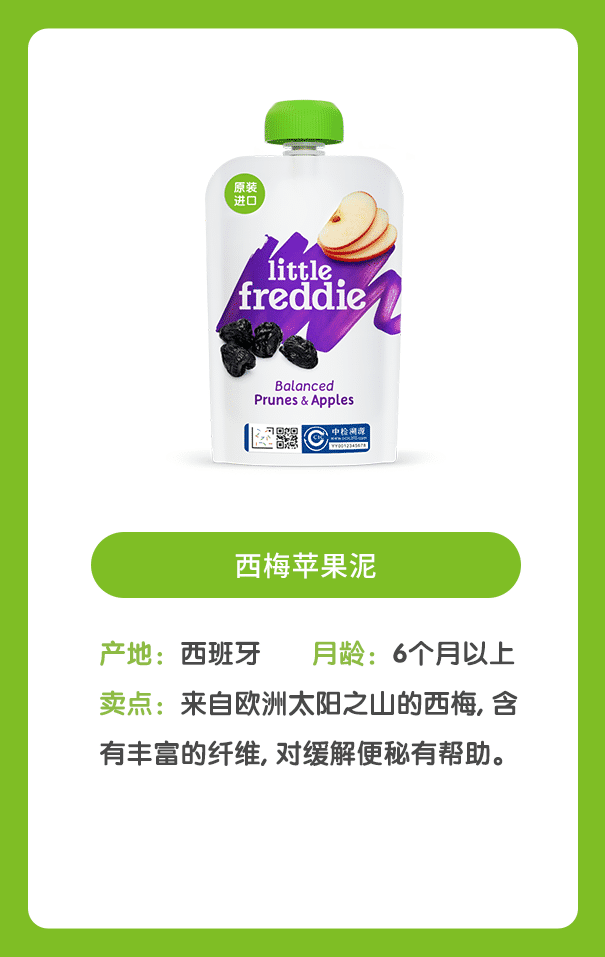 原装
进口
little
freddie
Balanced
Prunes & Apples
中检溯源
西梅苹果泥
产地：西班牙 月龄：6个月以上
卖点：来自欧洲太阳之山的西梅, 含
有丰富的纤维, 对缓解便秘有帮助。